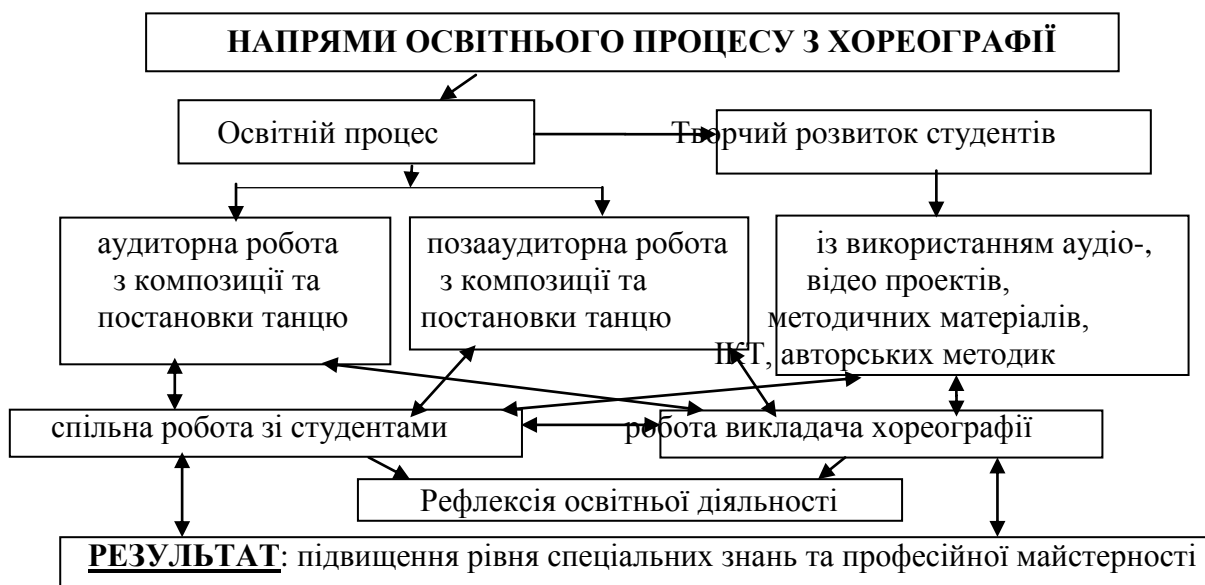 НАПРЯМИ ОСВІТНЬОГО ПРОЦЕСУ З ХОРЕОГРАФІЇ
Освітній процес
Творчий розвиток студентів
аудиторна робота
з композиції та
постановки танцю
позааудиторна робота
з композиції та
постановки танцю
із використанням аудіо-,
відео проектів,
методичних матеріалів,
ІКТ, авторських методик
спільна робота зі студентами
робота викладача хореографії
Рефлексія освітньої діяльності
РЕЗУЛЬТАТ: підвищення рівня спеціальних знань та професійної майстерності